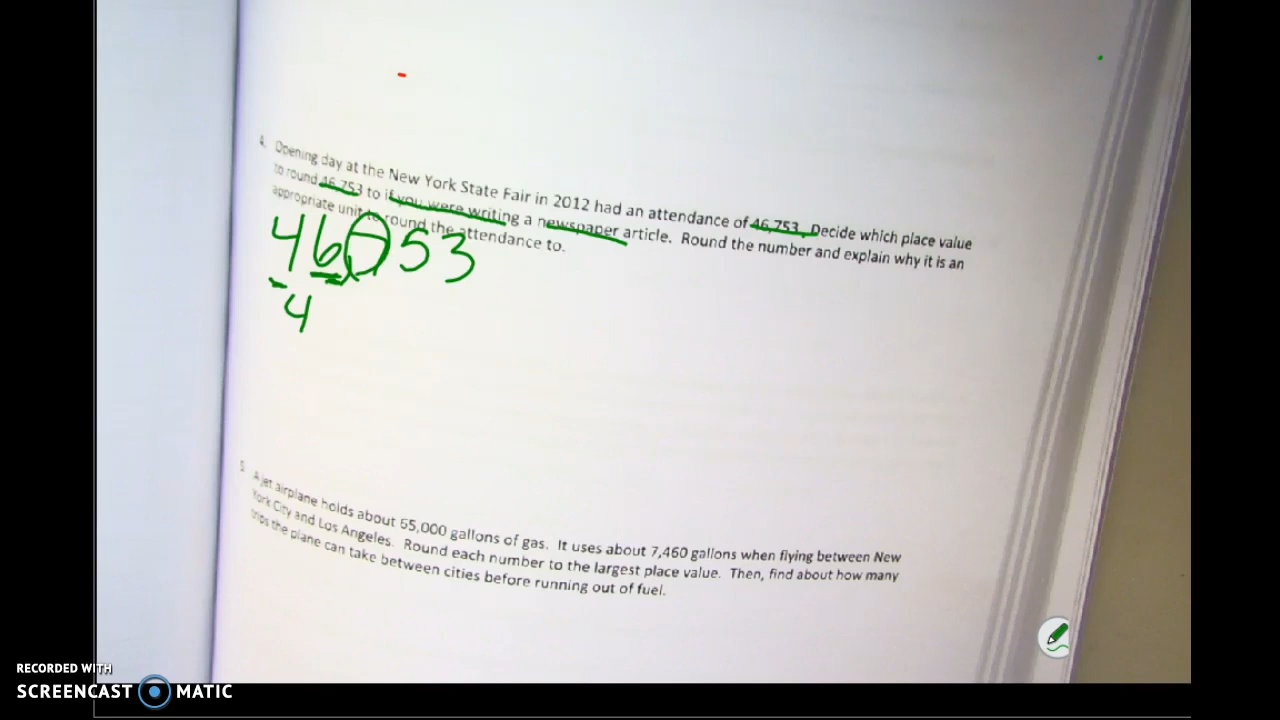 4. Opening day at the New York State Fair in 2012 had an attendance of 46,753. Decide which place value
to round 46,753 to if you were writing a newspaper article. Round the number and explain why it is an
appropriate unit to round the attendance to.
46,753
4
5. A jet airplane holds about 65,000 gallons of gas. It uses about 7,460 gallons when flying between New
York City and Los Angeles. Round each number to the largest place value. Then, find about how many
trips the plane can take between cities before running out of fuel.
RECORDED WITH
SCREENCAST MATIC